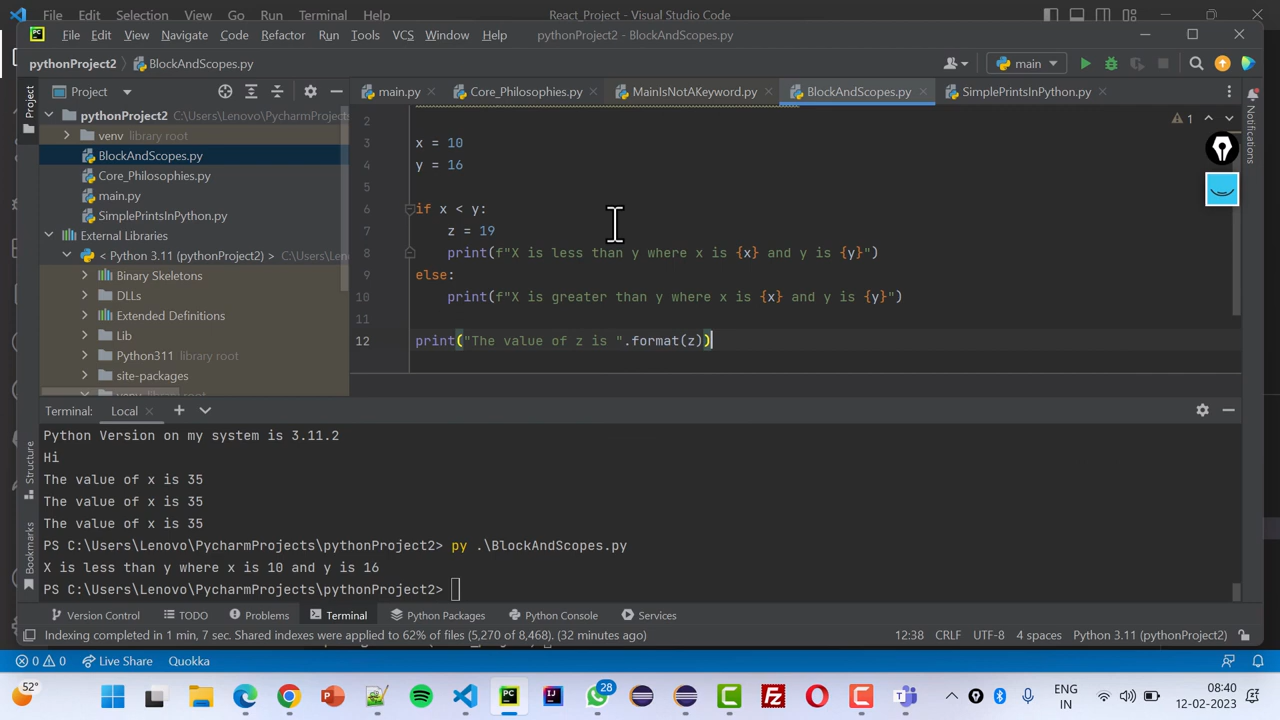 File Edit Selection View Go Run Terminal Help React_Project - Visual Studio Code
PC File Edit View Navigate Code Refactor Run Tools VCS Window Help pythonProject2 - BlockAndScopes.py
pythonProject2 BlockAndScopes.py main
Project
Project
main.py Core_Philosophies.py MainIsNotAKeyword.py BlockAndScopes.py SimplePrintsInPython.py
Notifications
pythonProject2 C:\Users\Lenovo\PycharmProjects
venv library root
BlockAndScopes.py
Core_Philosophies.py
main.py
SimplePrintsInPython.py
External Libraries
< Python 3.11 (pythonProject2) > C:\Users\Leno
Binary Skeletons
DLLs
Extended Definitions
Lib
Python311 library root
site-packages
venv library root
1
2
3 x = 10
4 y = 16
5
6 if x < y:
7 z = 19
8 print(f"X is less than y where x is {x} and y is {y}")
9 else:
10 print(f"X is greater than y where x is {x} and y is {y}")
11
12 print("The value of z is ".format(z))
Terminal: Local
Structure
Bookmarks
Python Version on my system is 3.11.2
Hi
The value of x is 35
The value of x is 35
The value of x is 35
PS C:\Users\Lenovo\PycharmProjects\pythonProject2> py .\BlockAndScopes.py
X is less than y where x is 10 and y is 16
PS C:\Users\Lenovo\PycharmProjects\pythonProject2>
Version Control TODO Problems Terminal Python Packages Python Console Services
Indexing completed in 1 min, 7 sec. Shared indexes were applied to 62% of files (5,270 of 8,468). (32 minutes ago) 12:38 CRLF UTF-8 4 spaces Python 3.11 (pythonProject2)
0 0 Live Share Quokka
52° PC 28 ENG 08:40
IN 12-02-2023